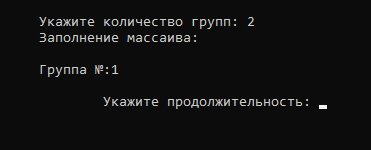 Укажите количество групп: 2
Заполнение массаива:
Группа №:1
Укажите продолжительность: